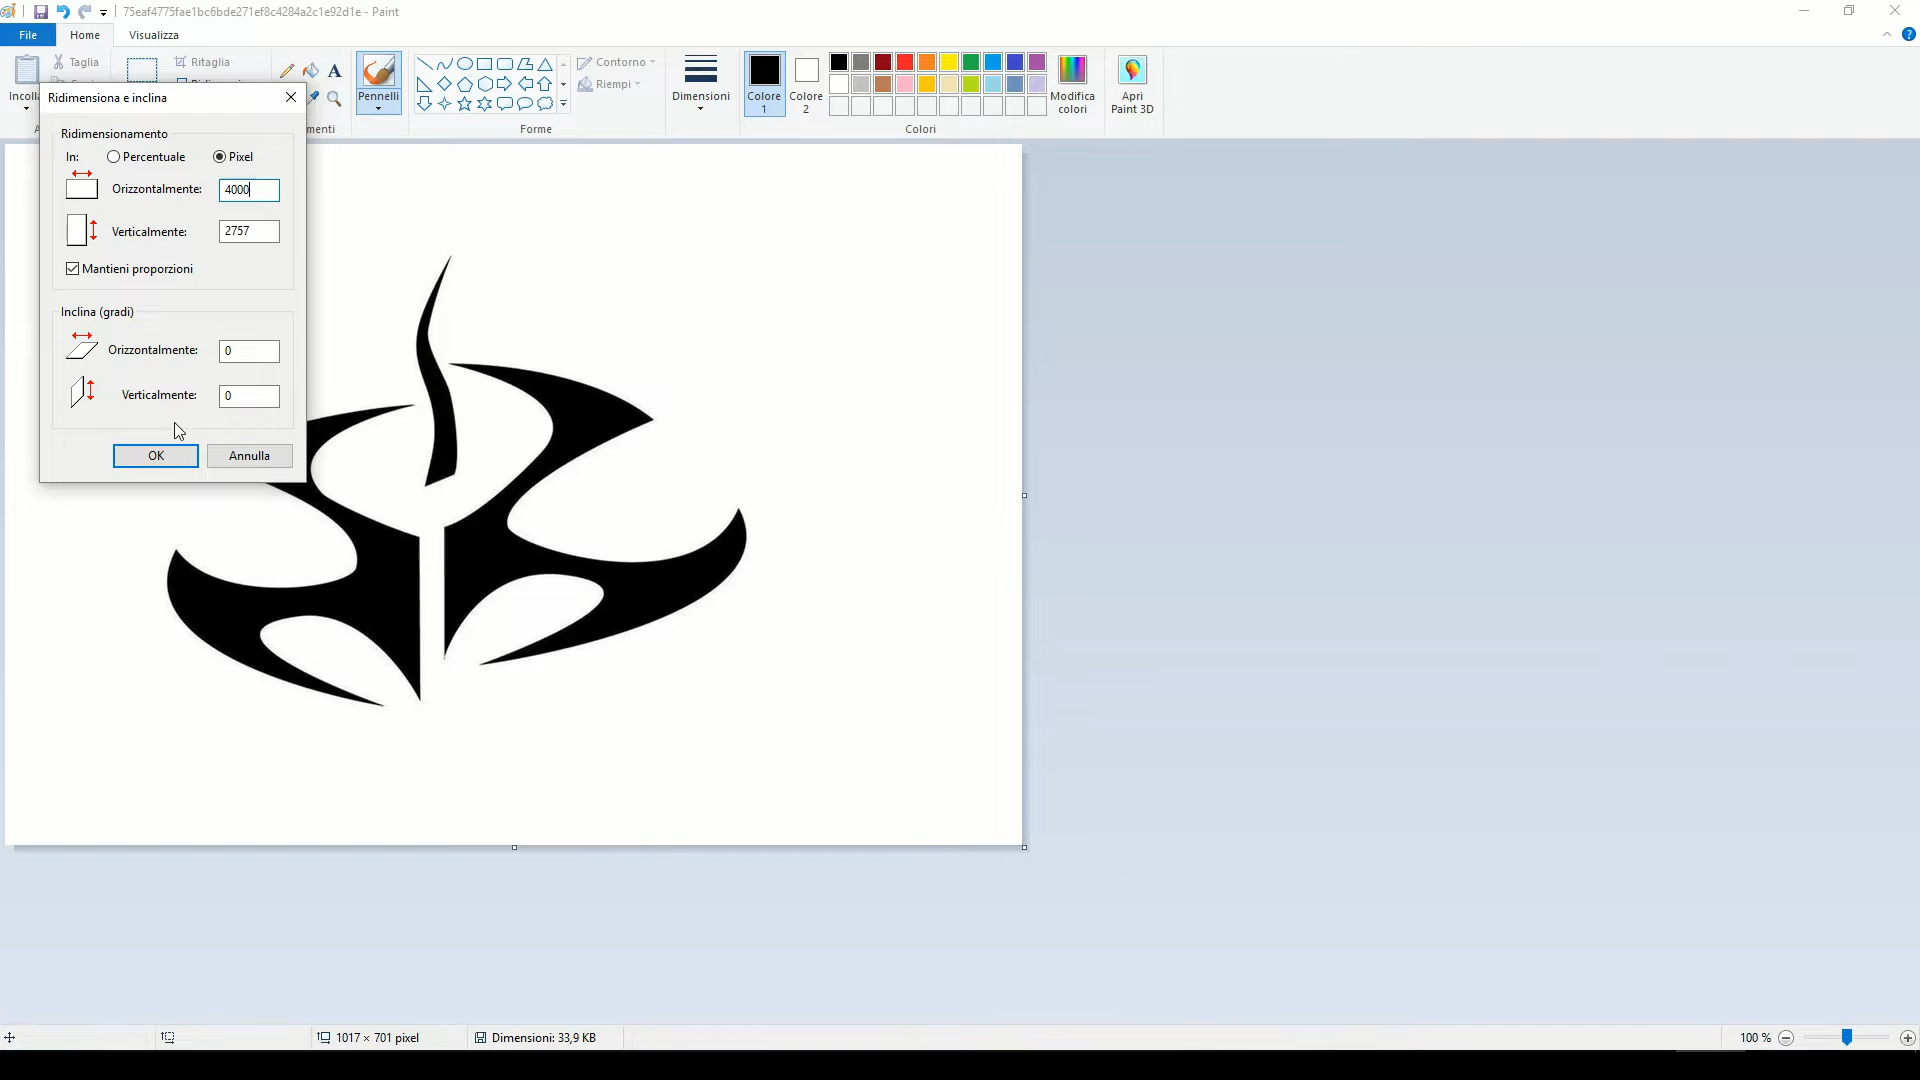 75eaf4775fae1bc6bde271ef8c4284a2c1e92d1e - Paint
File Home Visualizza
Taglia
Ritaglia
Incolla
A
Pennelli
Contorno
Riempi
Dimensioni
Colore 1
Colore 2
Modifica colori
Apri Paint 3D
menti
Forme
Colori
Ridimensiona e inclina
Ridimensionamento
In: Percentuale Pixel
Orizzontalmente: 4000
Verticalmente: 2757
Mantieni proporzioni
Inclina (gradi)
Orizzontalmente: 0
Verticalmente: 0
OK Annulla
1017 × 701 pixel Dimensioni: 33,9 KB 100 %